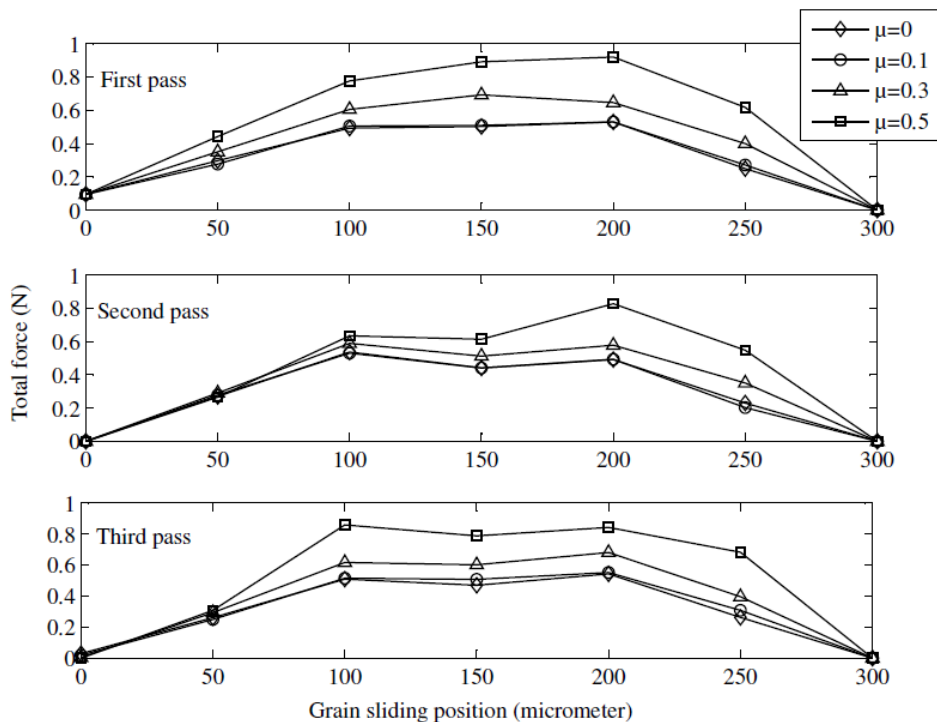 μ=0
μ=0.1
μ=0.3
μ=0.5
First pass
1
0.8
0.6
0.4
0.2
0
0 50 100 150 200 250 300
Total force (N)
Second pass
1
0.8
0.6
0.4
0.2
0
0 50 100 150 200 250 300
Third pass
1
0.8
0.6
0.4
0.2
0
0 50 100 150 200 250 300
Grain sliding position (micrometer)